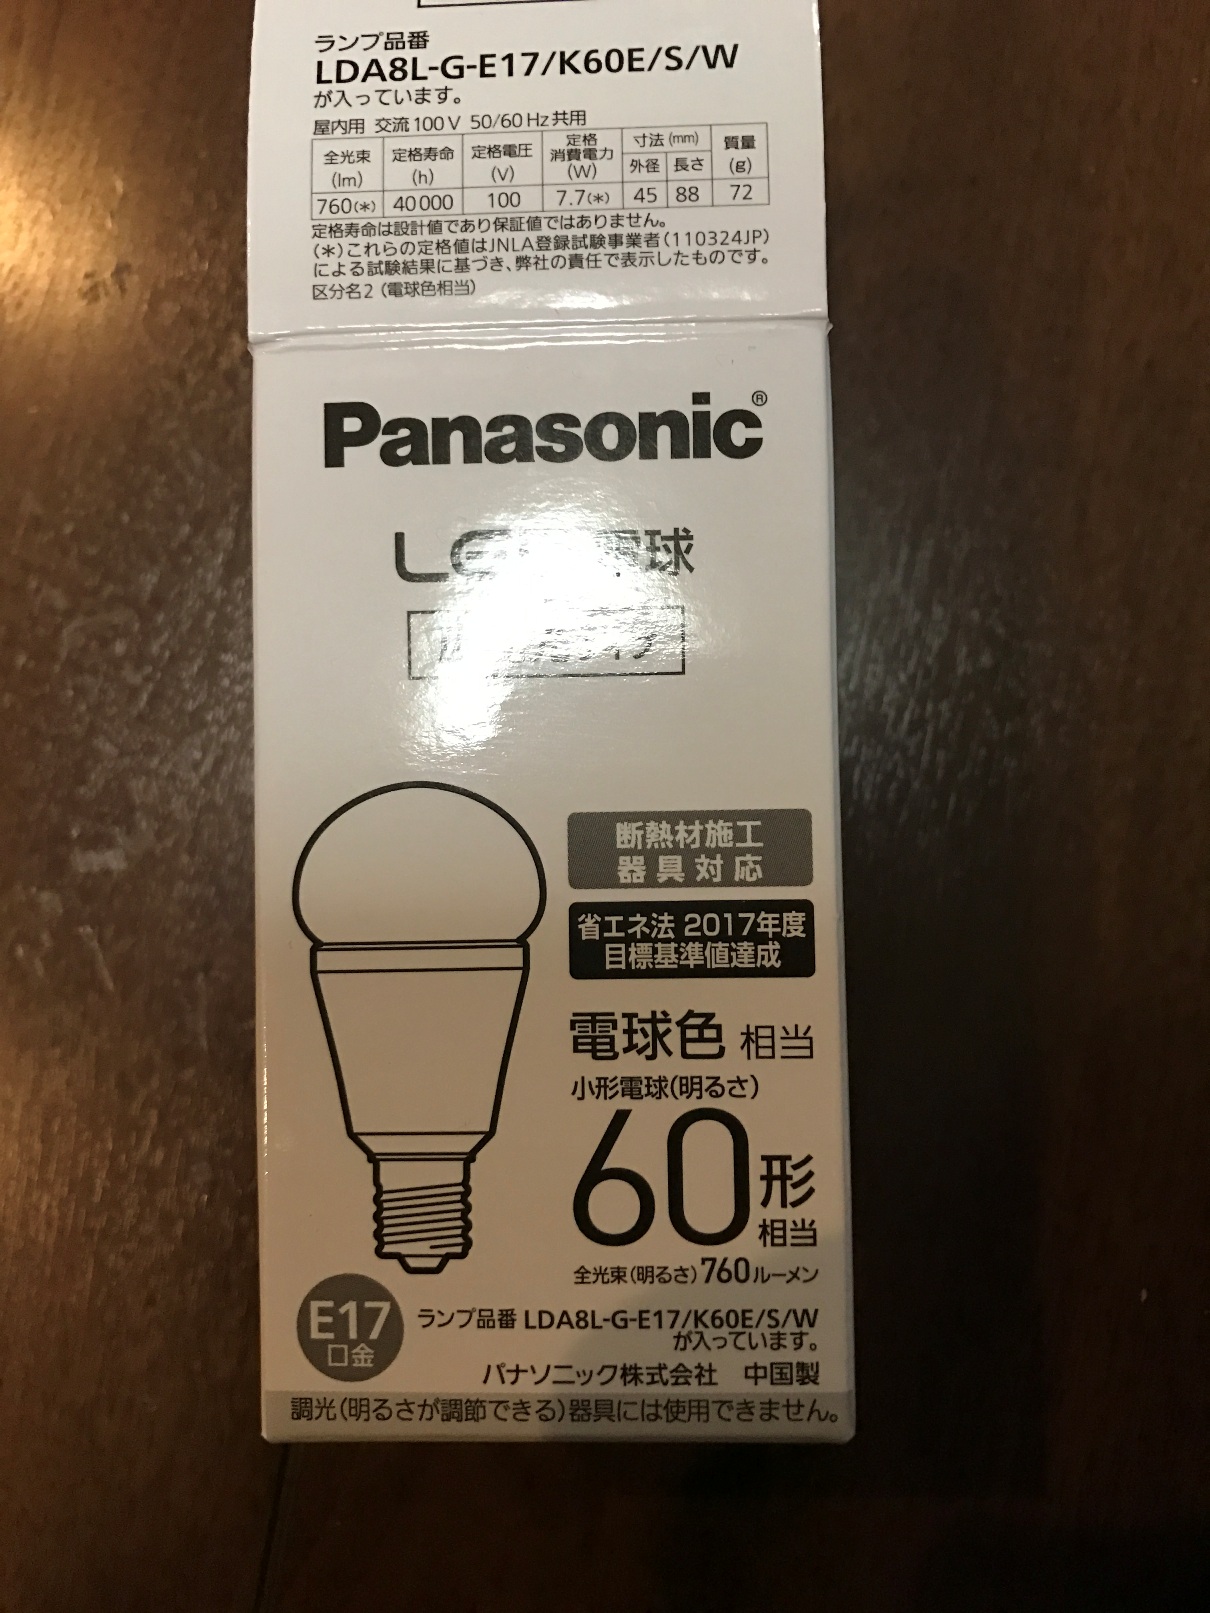 ランプ品番
LDA8L-G-E17/K60E/S/W
が入っています。
屋内用 交流100V 50/60Hz共用
全光束 (lm) 定格寿命 (h) 定格電圧 (V) 定格消費電力 (W) 寸法 (mm) 外径 長さ 質量 (g)
760(*) 40000 100 7.7(*) 45 88 72
定格寿命は設計値であり保証値ではありません。
(*)これらの定格値はJNLA登録試験事業者(110324JP)
による試験結果に基づき、弊社の責任で表示したものです。
区分名2(電球色相当)
Panasonic®
電球
タイプ
断熱材施工
器具対応
省エネ法 2017年度
目標基準値達成
電球色 相当
小形電球(明るさ)
60形
相当
全光束(明るさ)760ルーメン
E17
口金
ランプ品番 LDA8L-G-E17/K60E/S/W
が入っています。
パナソニック株式会社 中国製
調光(明るさが調節できる)器具には使用できません。